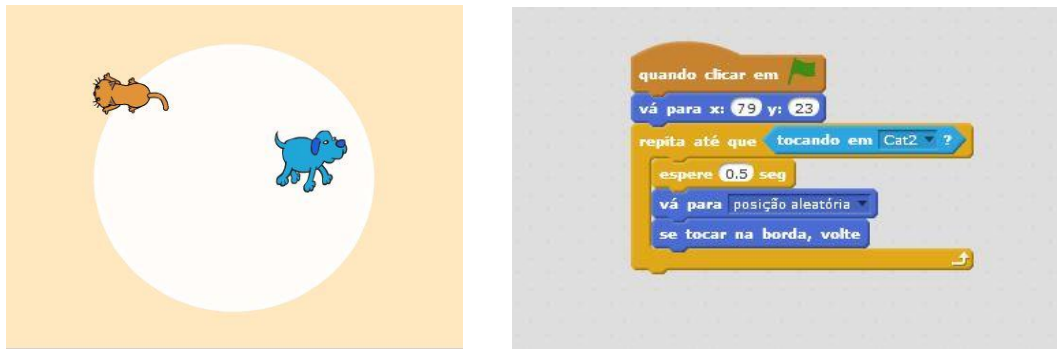 quando clicar em
vá para x: 79 y: 23
repita até que tocando em Cat2 ?
espere 0.5 seg
vá para posição aleatória
se tocar na borda, volte